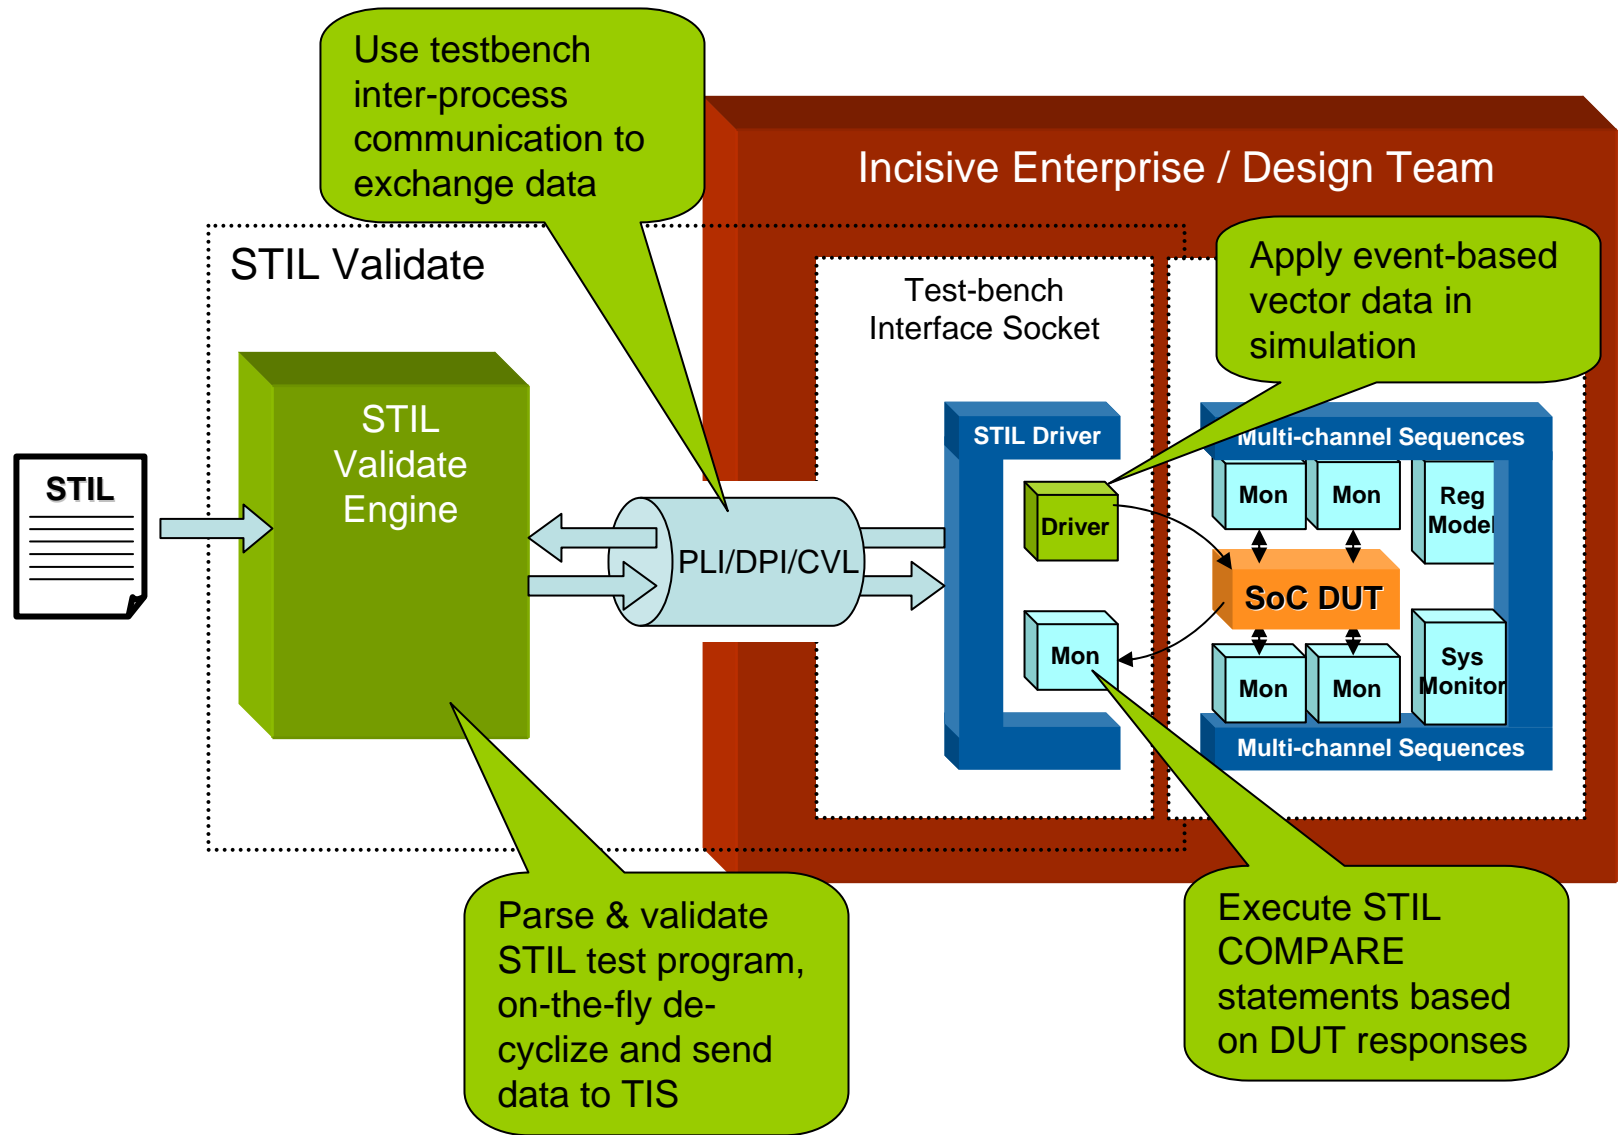 Use testbench
inter-process
communication to
exchange data
Incisive Enterprise / Design Team
STIL Validate
Test-bench
Interface Socket
Apply event-based
vector data in
simulation
STIL
Validate
Engine
STIL
STIL Driver
Multi-channel Sequences
Driver
Mon
Mon
Mon
Reg
Model
PLI/DPI/CVL
SoC DUT
Mon
Mon
Sys
Monitor
Multi-channel Sequences
Parse & validate
STIL test program,
on-the-fly de-
cyclize and send
data to TIS
Execute STIL
COMPARE
statements based
on DUT responses